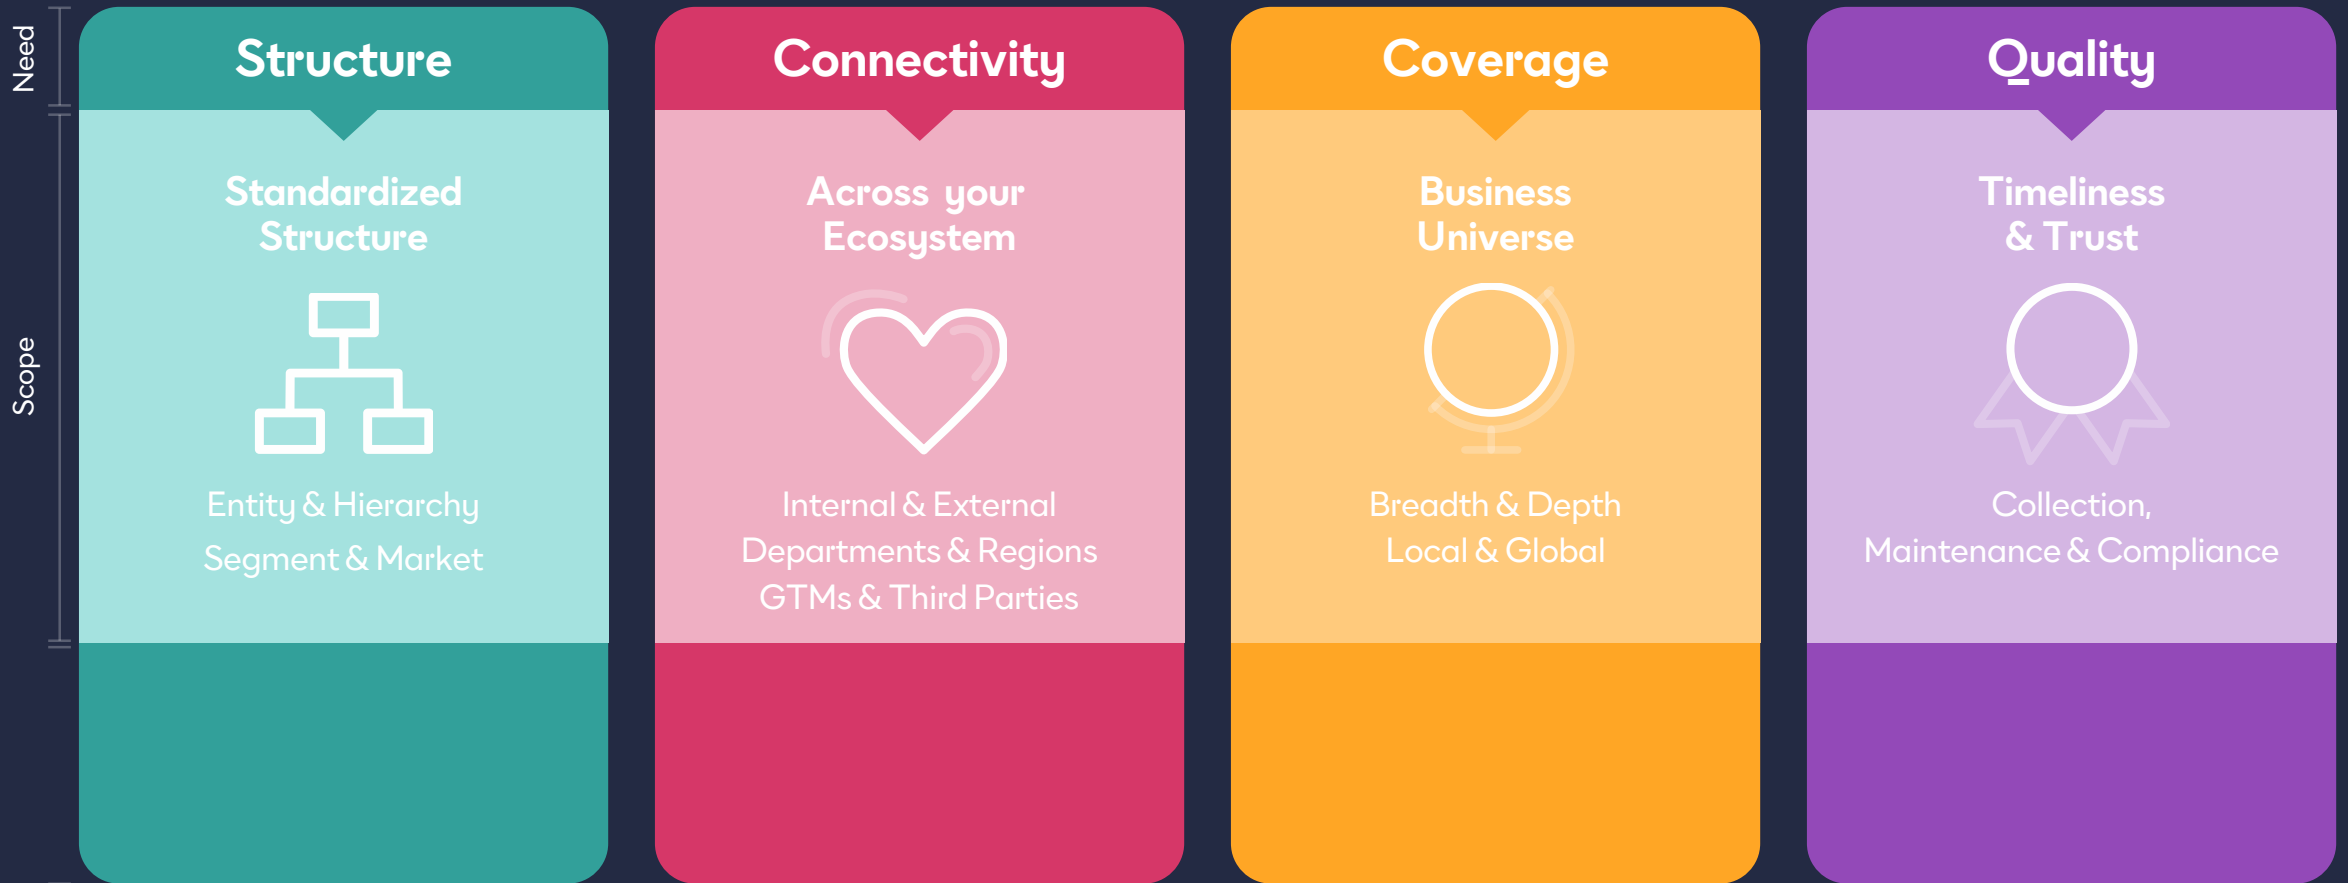 Need
Structure
Connectivity
Coverage
Quality
Scope
Standardized
Structure
Entity & Hierarchy
Segment & Market
Across your
Ecosystem
Internal & External
Departments & Regions
GTMs & Third Parties
Business
Universe
Breadth & Depth
Local & Global
Timeliness
& Trust
Collection,
Maintenance & Compliance